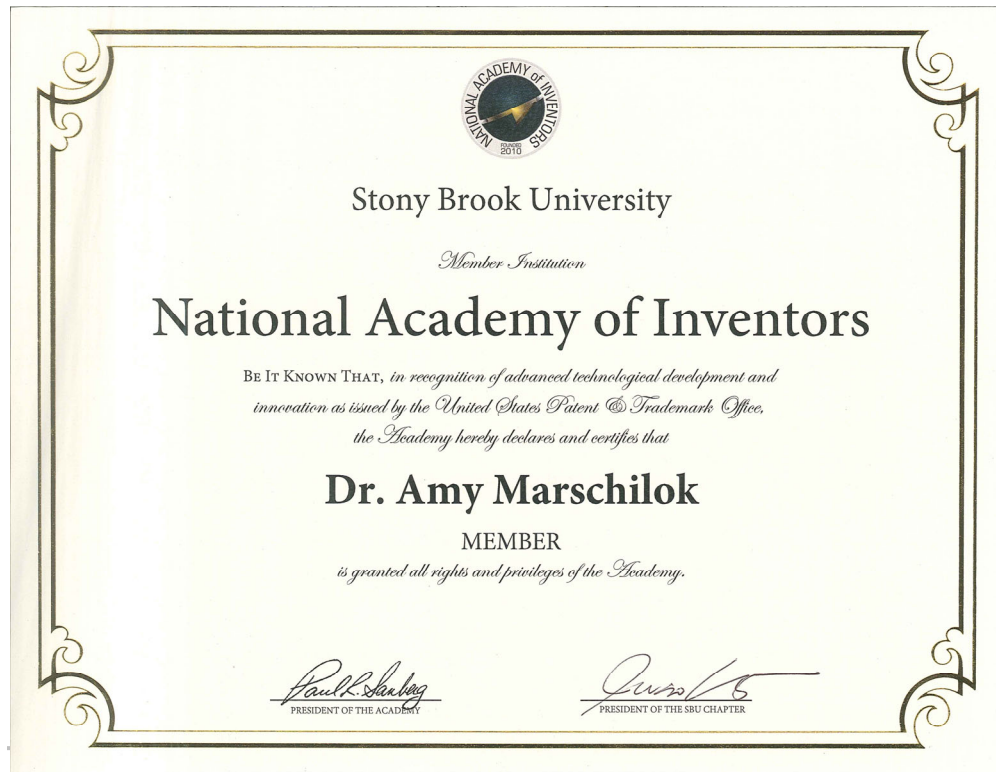 NATIONAL ACADEMY of INVENTORS
FOUNDED
2010
Stony Brook University
Member Institution
National Academy of Inventors
BE IT KNOWN THAT, in recognition of advanced technological development and
innovation as issued by the United States Patent & Trademark Office,
the Academy hereby declares and certifies that
Dr. Amy Marschilok
MEMBER
is granted all rights and privileges of the Academy.
Paul R. Sanberg
PRESIDENT OF THE ACADEMY
PRESIDENT OF THE SBU CHAPTER